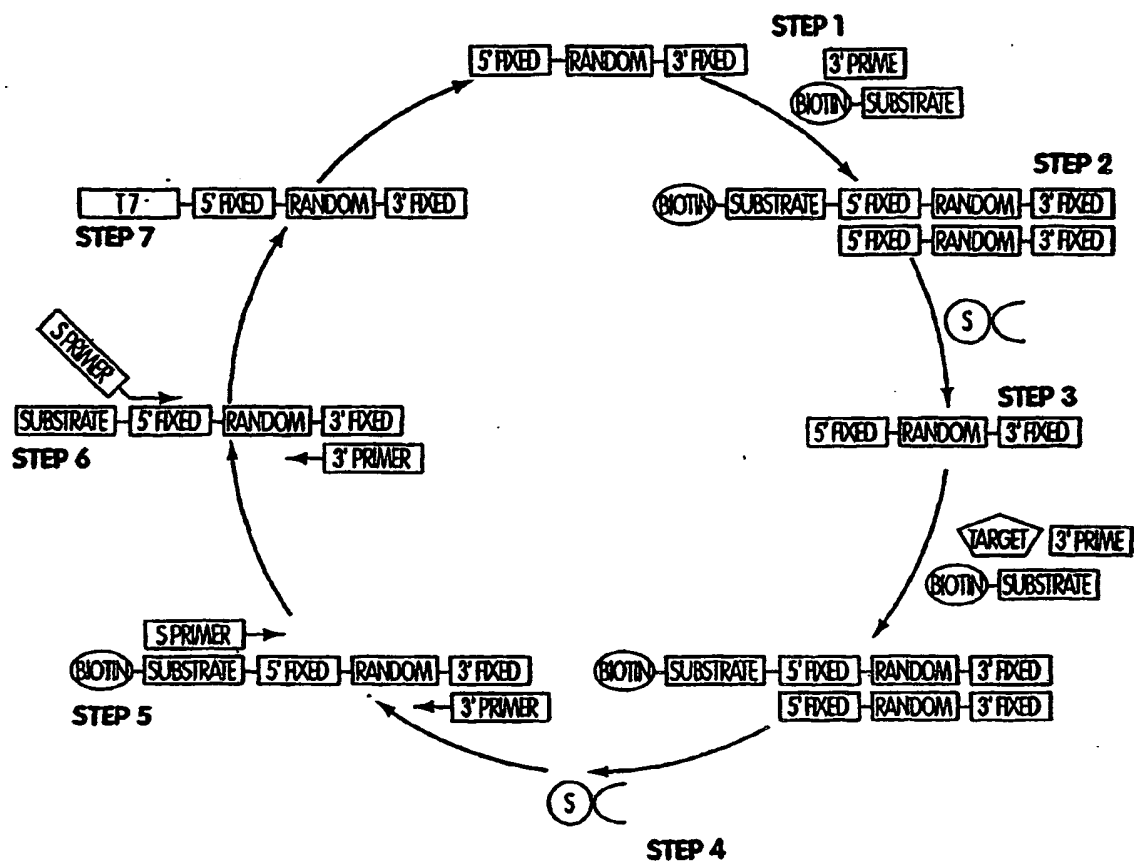 STEP 1
5' FIXED RANDOM 3' FIXED
3' PRIME
BIOTIN SUBSTRATE
STEP 2
BIOTIN SUBSTRATE 5' FIXED RANDOM 3' FIXED
5' FIXED RANDOM 3' FIXED
S
STEP 3
5' FIXED RANDOM 3' FIXED
TARGET 3' PRIME
BIOTIN SUBSTRATE
BIOTIN SUBSTRATE 5' FIXED RANDOM 3' FIXED
5' FIXED RANDOM 3' FIXED
S
STEP 4
S PRIMER
BIOTIN SUBSTRATE 5' FIXED RANDOM 3' FIXED
STEP 5
3' PRIMER
S PRIMER
SUBSTRATE 5' FIXED RANDOM 3' FIXED
STEP 6
3' PRIMER
T7 5' FIXED RANDOM 3' FIXED
STEP 7